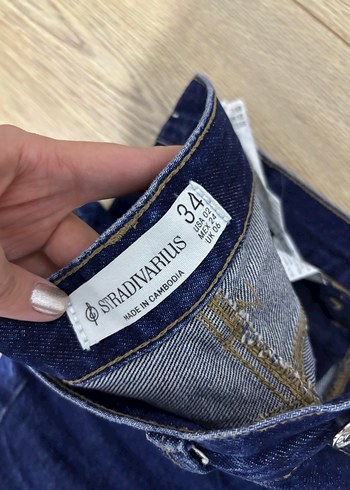 STRADIVARIUS
MADE IN CAMBODIA
34
USA 02
MEX 24
UK 06